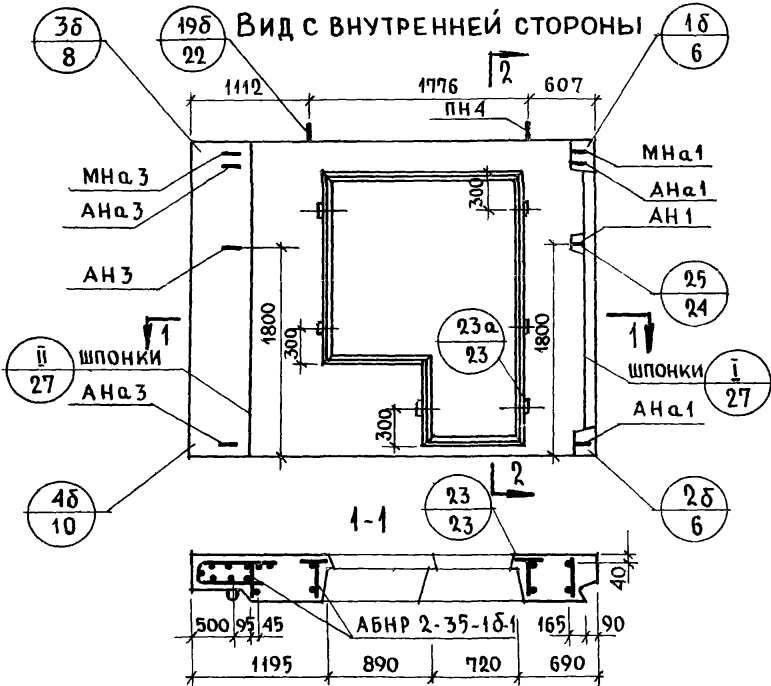 3б
8
19б
22
Вид с внутренней стороны
1б
6
2
1112
1776
607
ПН4
МНа3
АНа3
АН3
300
МНа1
АНа1
АН1
25
24
1
1800
300
23а
23
1800
1
II
27
шпонки
шпонки
I
27
АНа3
300
АНа1
4б
10
2
1-1
23
23
2б
6
40
500
95
45
АБНР 2-35-1б-1
165
90
1195
890
720
690